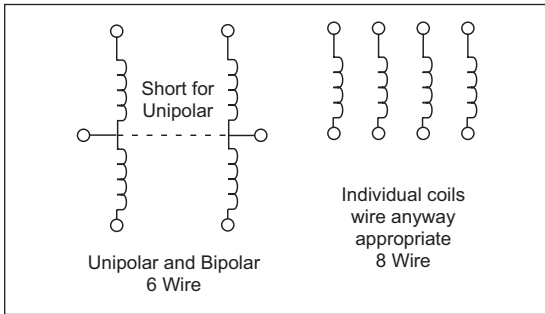 Short for
Unipolar
Unipolar and Bipolar
6 Wire
Individual coils
wire anyway
appropriate
8 Wire